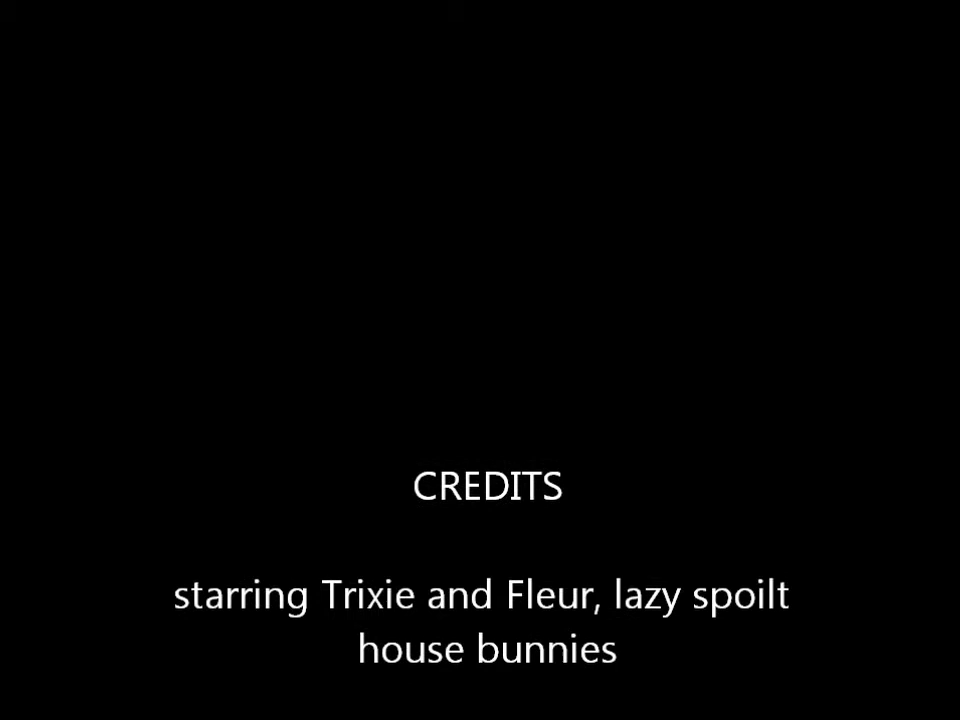 CREDITS
starring Trixie and Fleur, lazy spoilt
house bunnies